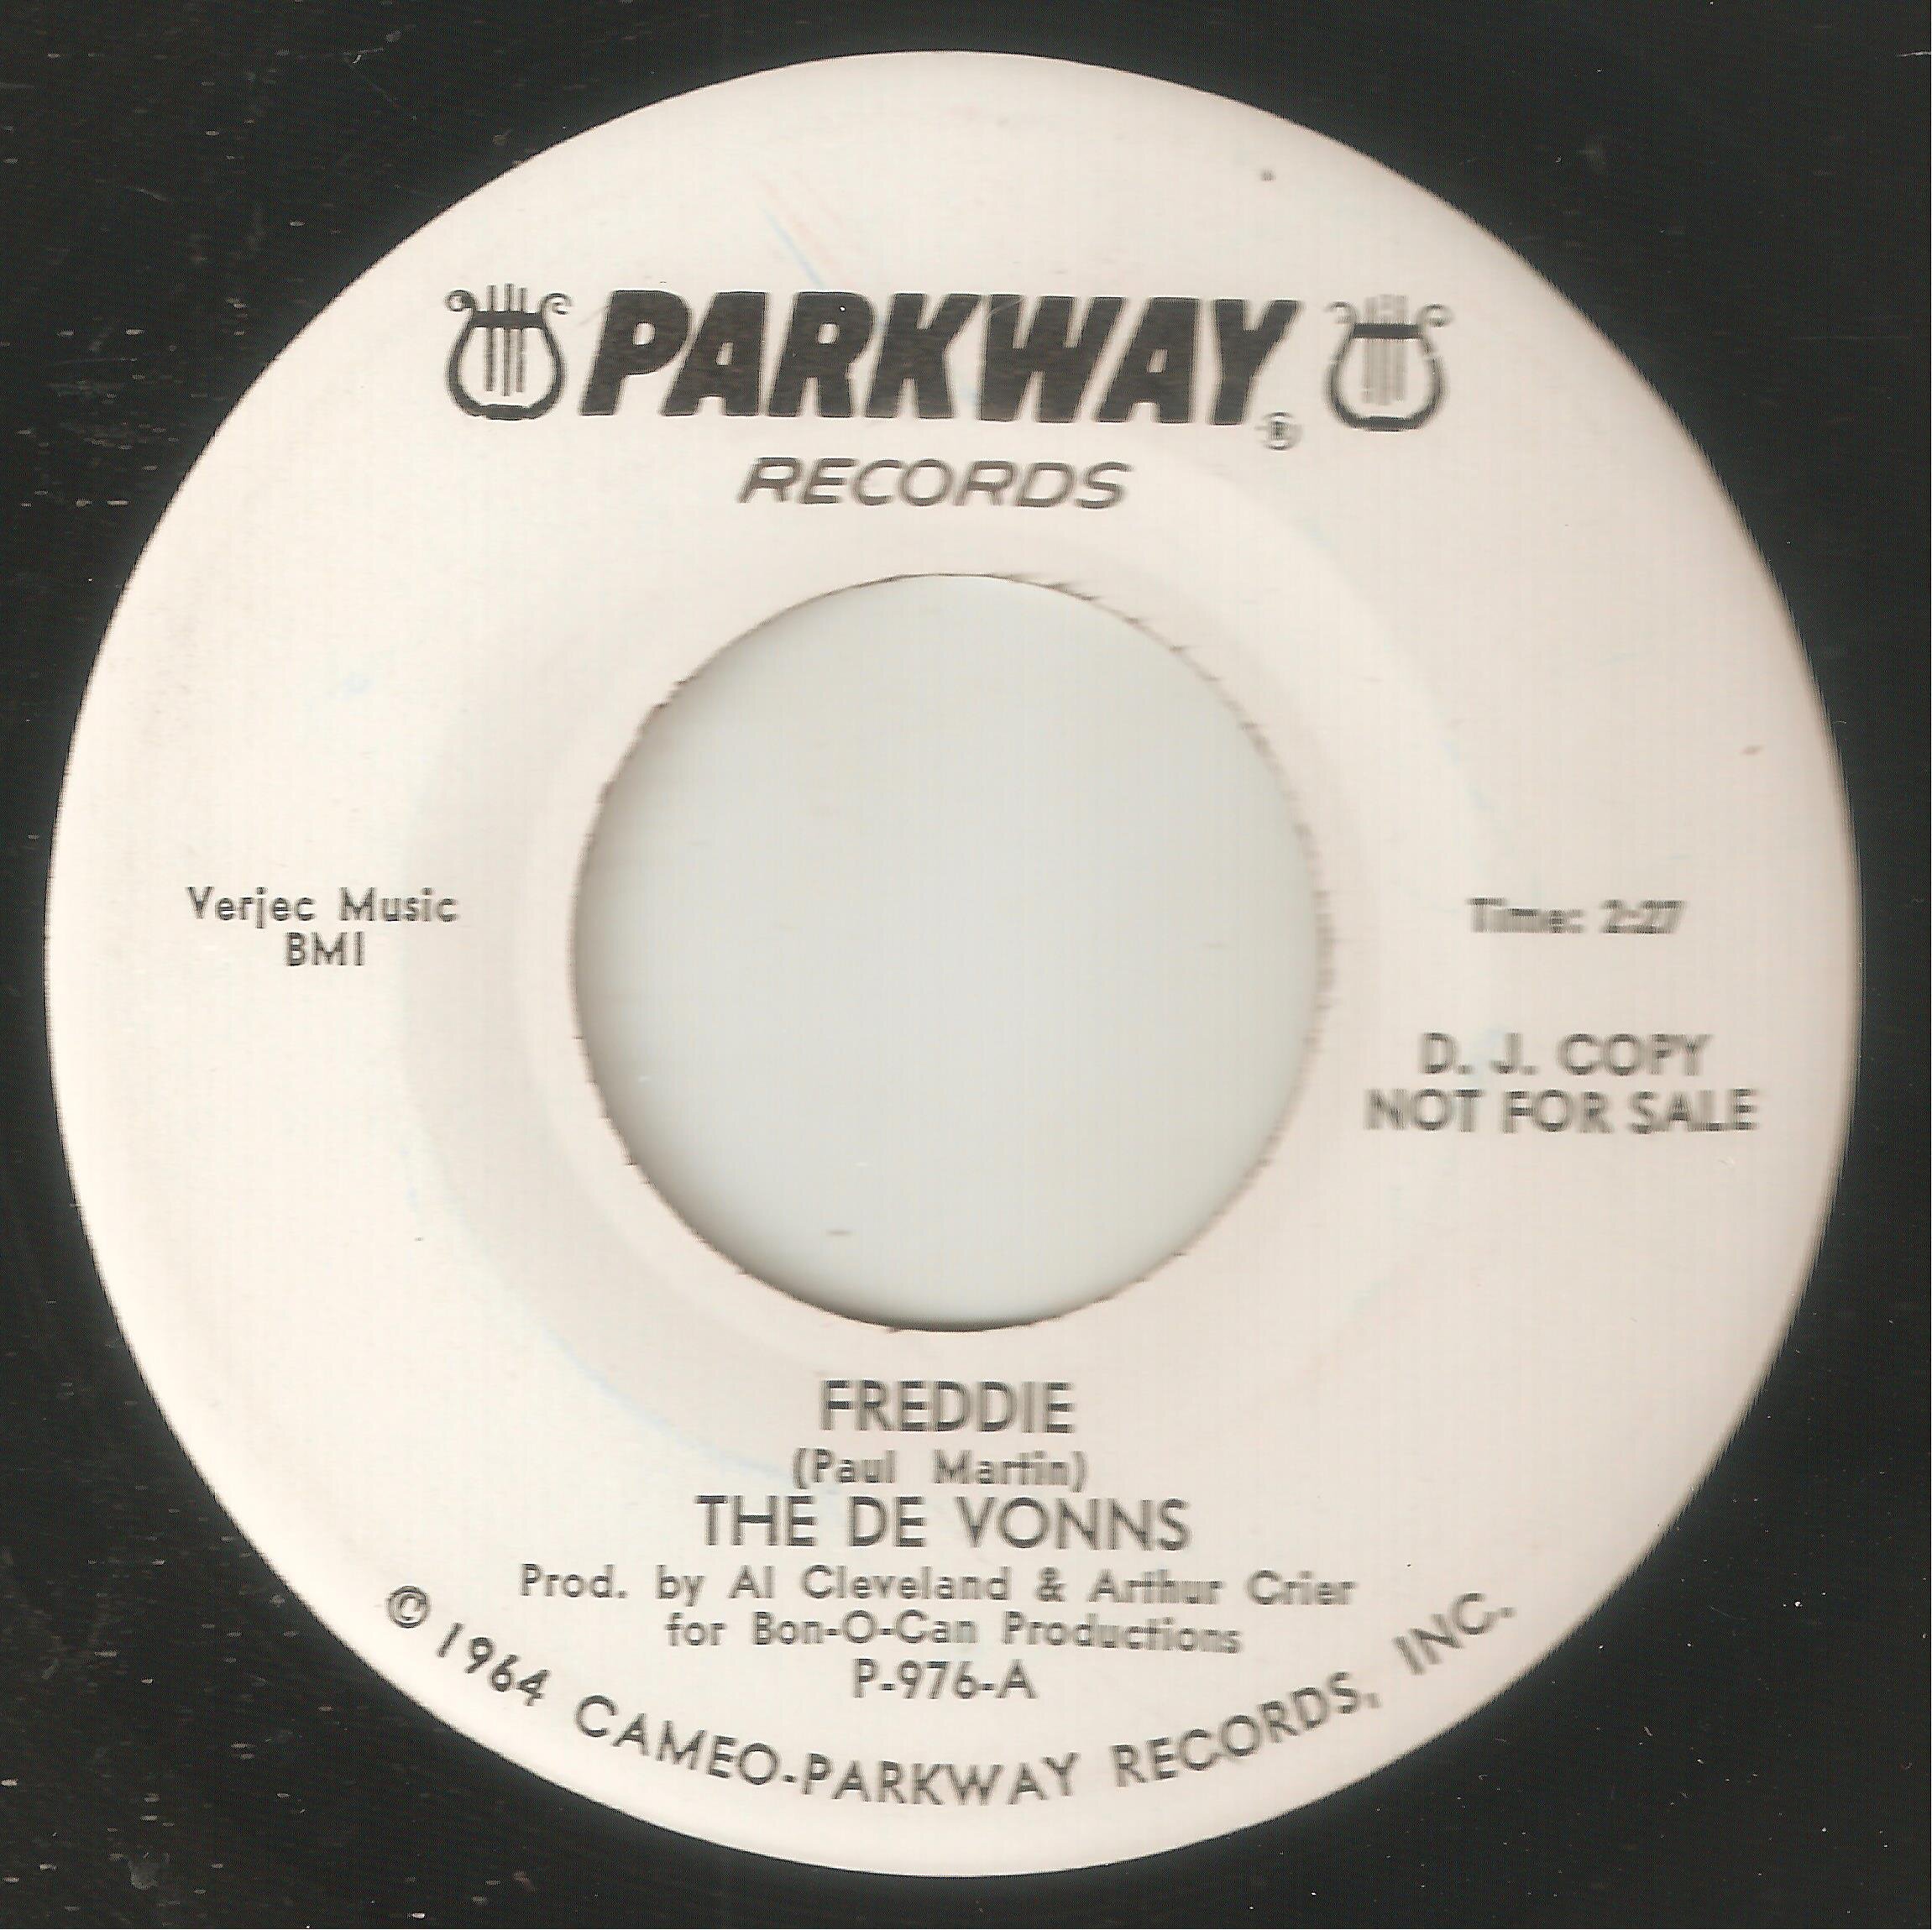 PARKWAY®
RECORDS
Verjec Music
BMI
Time: 2:27
D. J. COPY
NOT FOR SALE
FREDDIE
(Paul Martin)
THE DE VONNS
Prod. by Al Cleveland & Arthur Crier
for Bon-O-Can Productions
P-976-A
© 1964 CAMEO-PARKWAY RECORDS, INC.